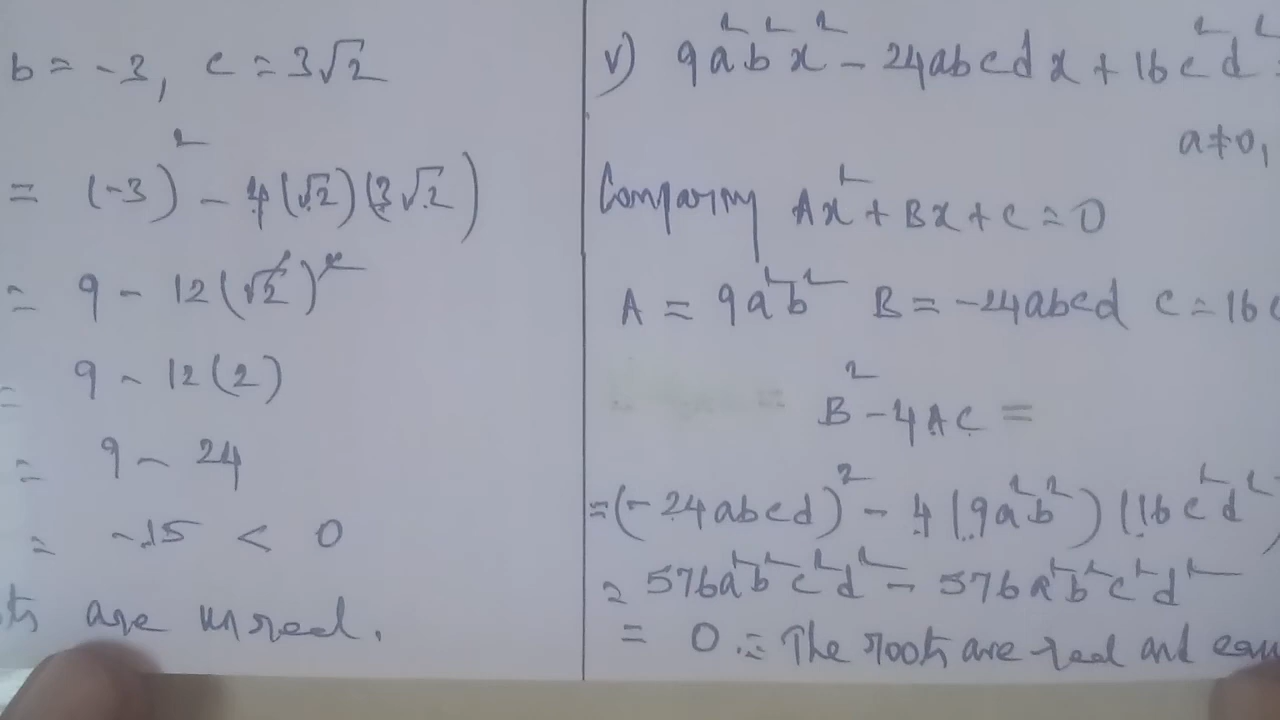 b = -3, c = 3√2
= (-3)² - 4(√2)(3√2)
= 9 - 12(√2)²
= 9 - 12(2)
= 9 - 24
= -15 < 0
are unreal.
v) 9a²b²x² - 24abcdx + 16c²d²
a≠0,
Comparing Ax² + Bx + C = 0
A = 9a²b² B = -24abcd C = 16c
B² - 4AC =
= (-24abcd)² - 4(9a²b²)(16c²d²)
= 576a²b²c²d² - 576a²b²c²d²
= 0 ∴ The roots are real and